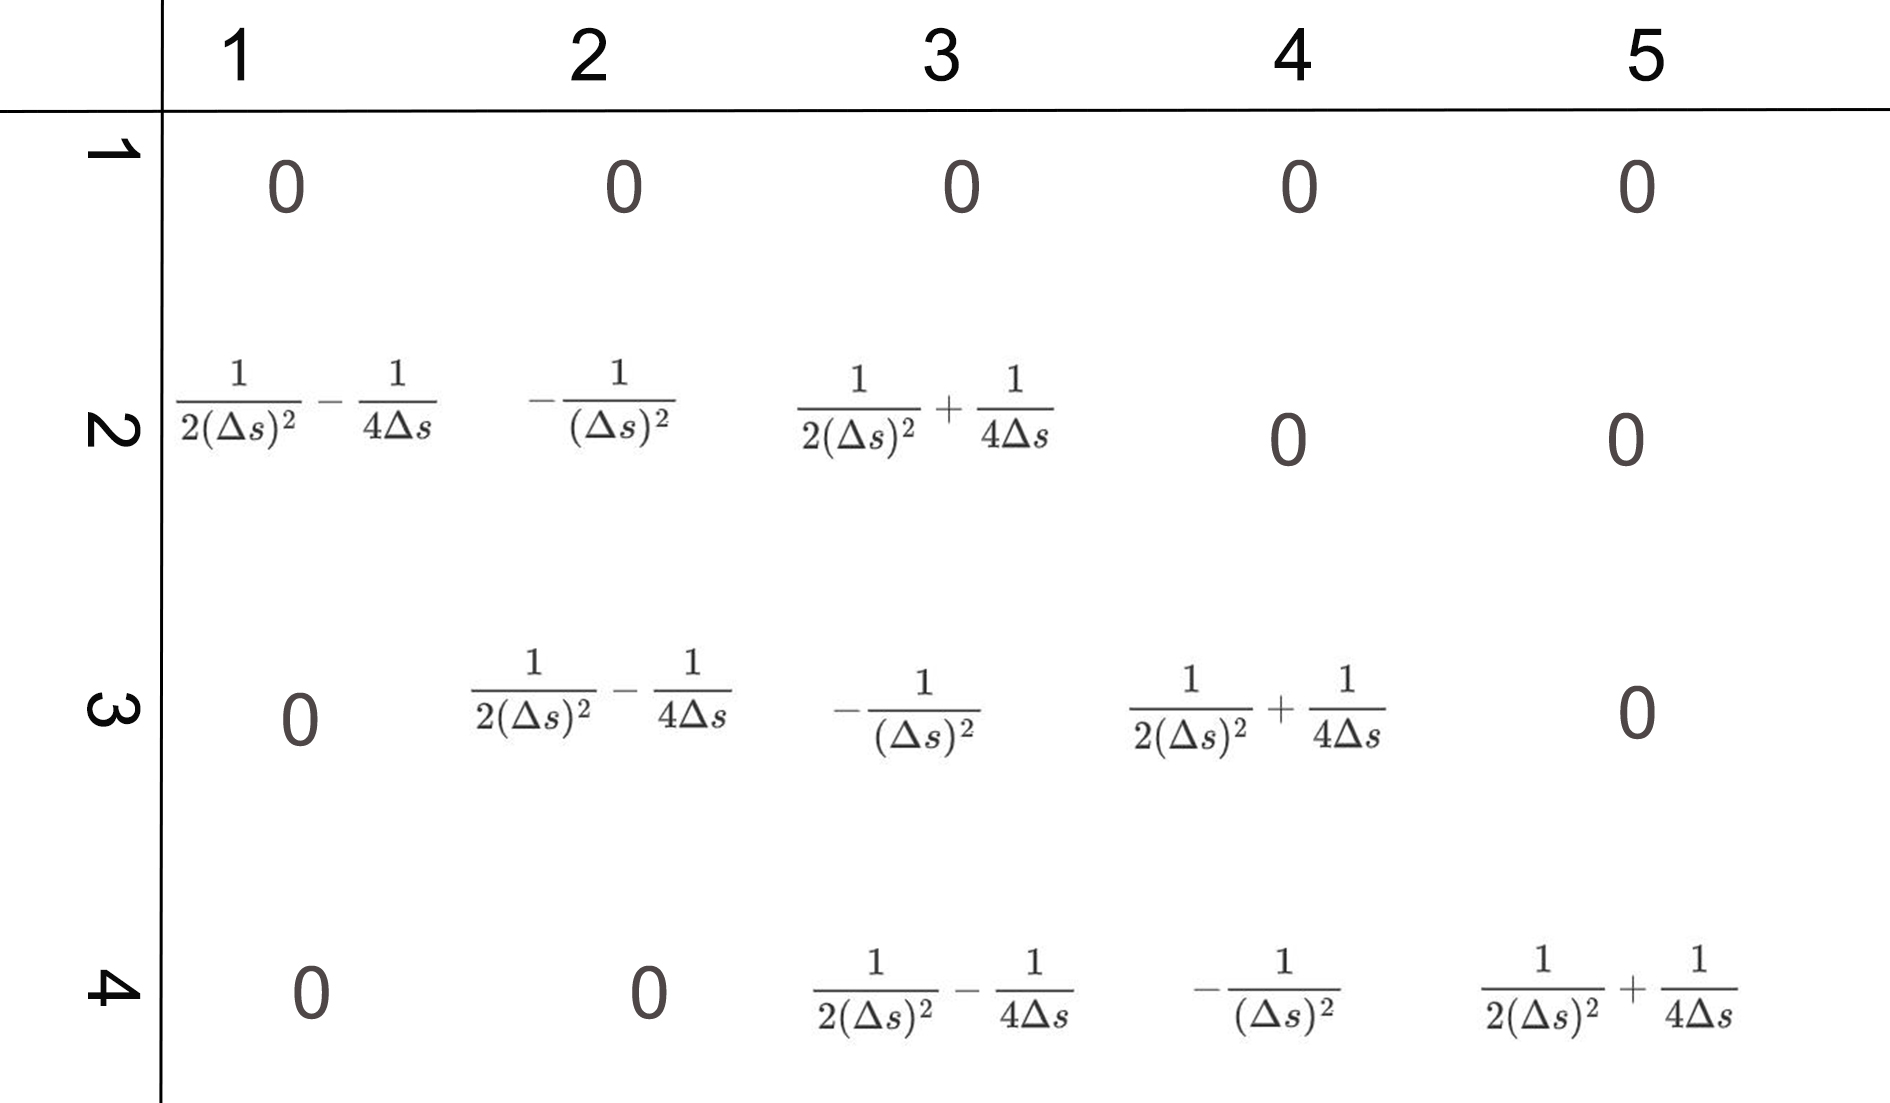 1 2 3 4 5
1 0 0 0 0 0
2 \frac{1}{2(\Delta s)^2} - \frac{1}{4\Delta s} -\frac{1}{(\Delta s)^2} \frac{1}{2(\Delta s)^2} + \frac{1}{4\Delta s} 0 0
3 0 \frac{1}{2(\Delta s)^2} - \frac{1}{4\Delta s} -\frac{1}{(\Delta s)^2} \frac{1}{2(\Delta s)^2} + \frac{1}{4\Delta s} 0
4 0 0 \frac{1}{2(\Delta s)^2} - \frac{1}{4\Delta s} -\frac{1}{(\Delta s)^2} \frac{1}{2(\Delta s)^2} + \frac{1}{4\Delta s}